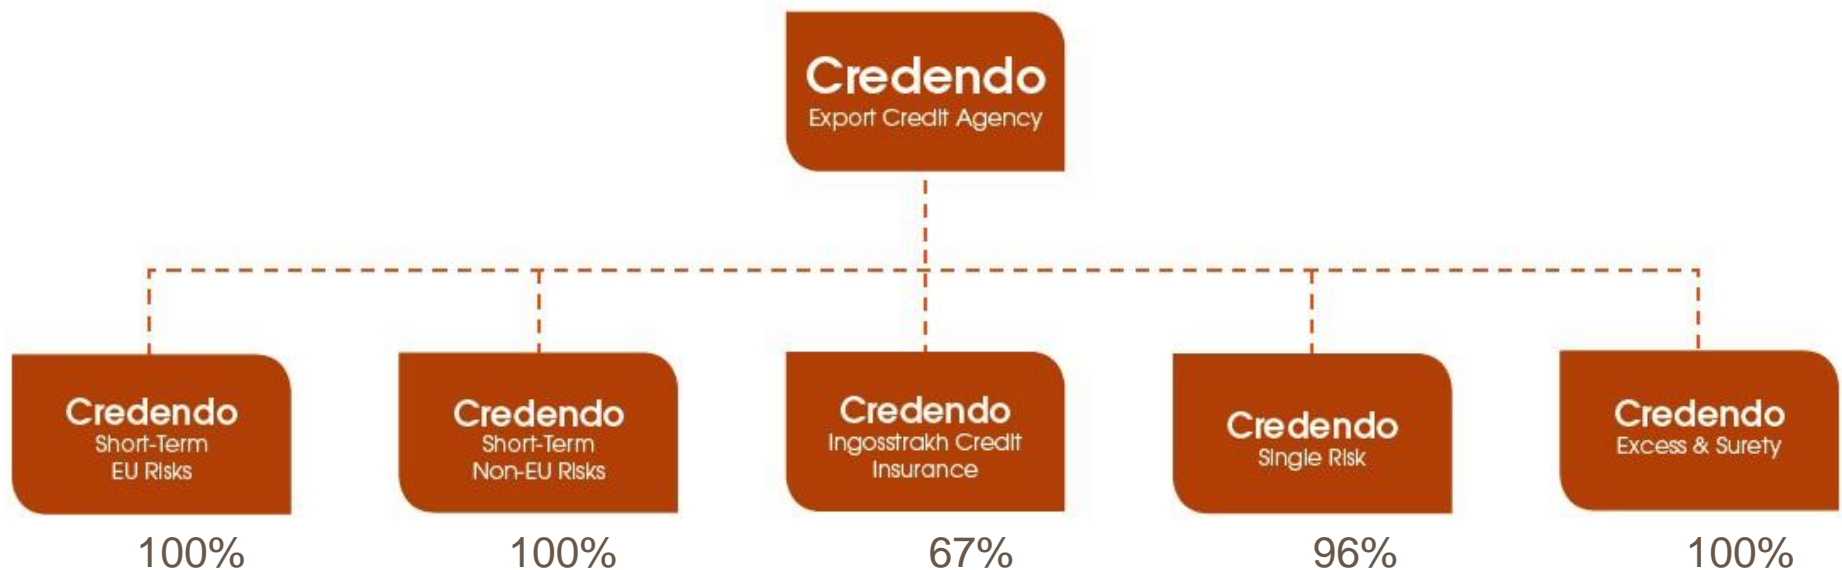 Credendo
Export Credit Agency
Credendo
Short-Term
EU Risks
Credendo
Short-Term
Non-EU Risks
Credendo
Ingosstrakh Credit
Insurance
Credendo
Single Risk
Credendo
Excess & Surety
100%
100%
67%
96%
100%